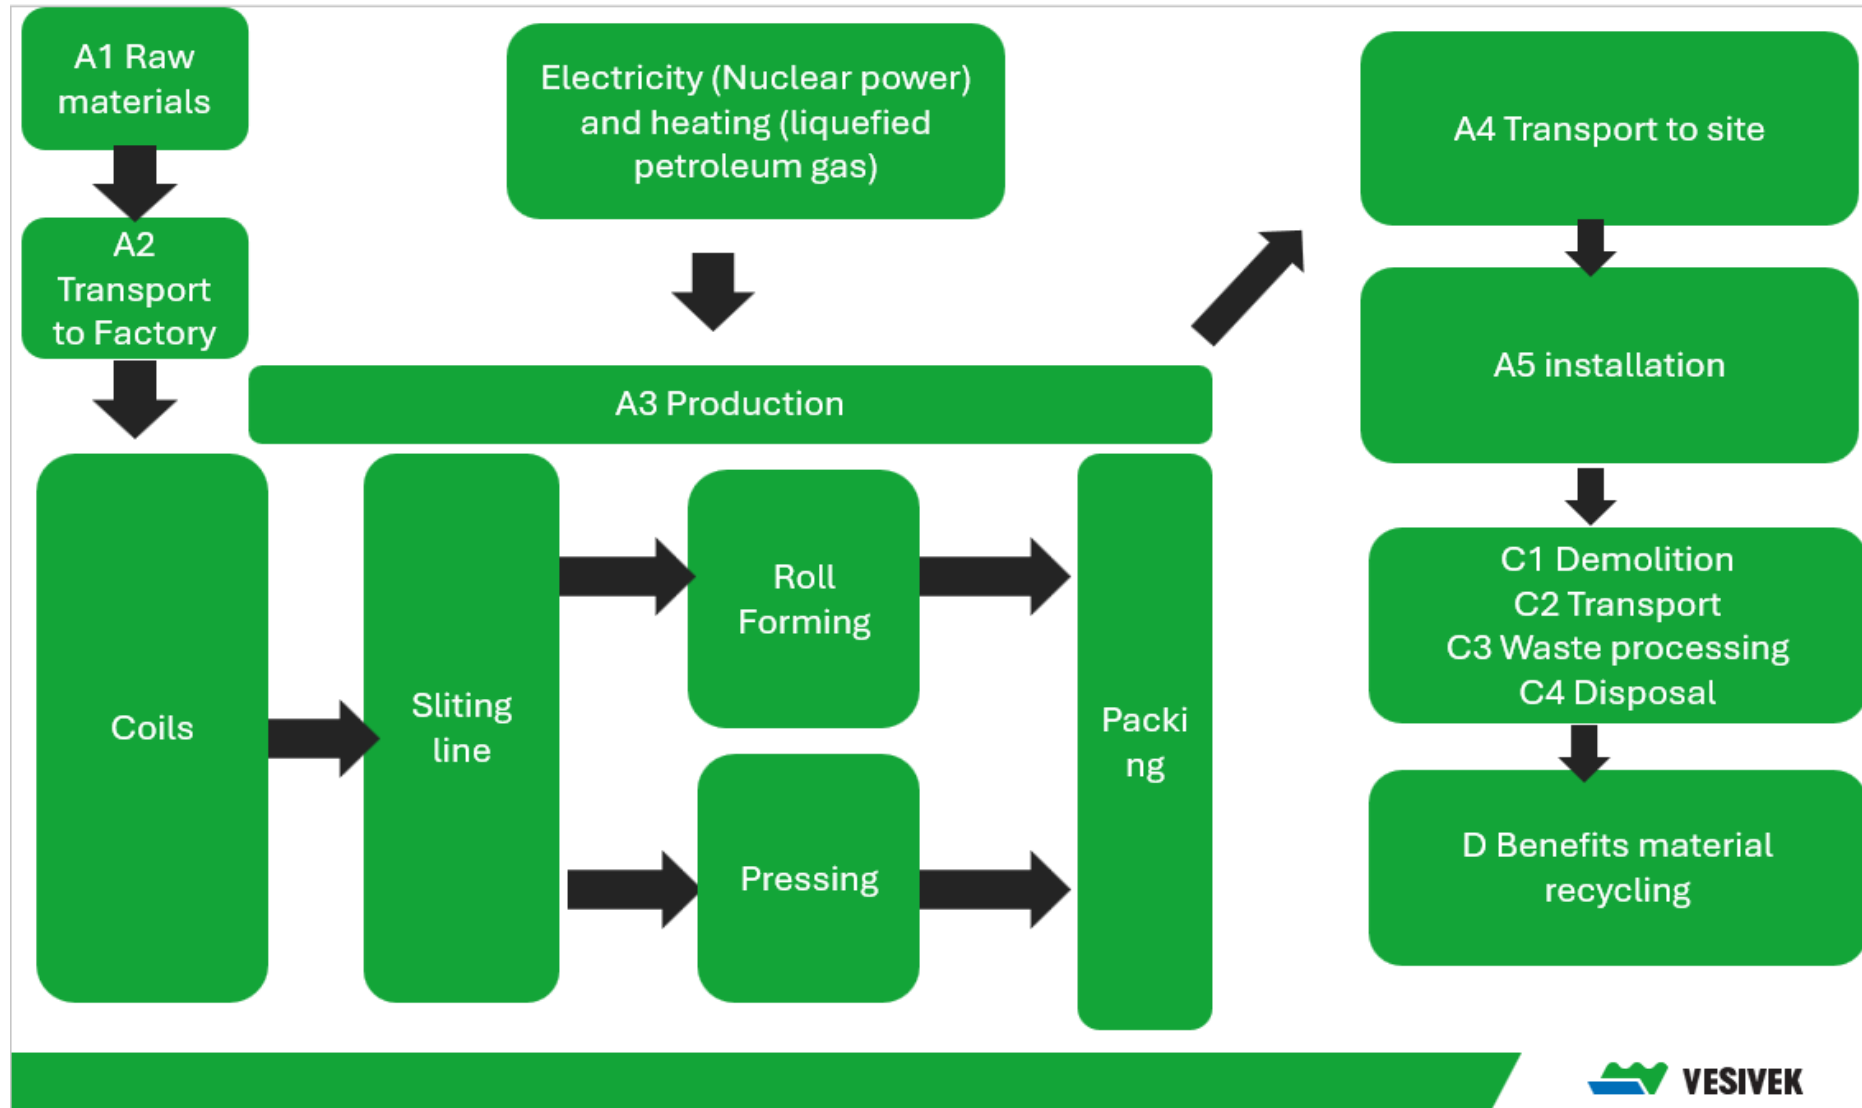 A1 Raw
materials
A2
Transport
to Factory
Electricity (Nuclear power)
and heating (liquefied
petroleum gas)
A3 Production
Coils
Sliting
line
Roll
Forming
Pressing
Packi
ng
A4 Transport to site
A5 installation
C1 Demolition
C2 Transport
C3 Waste processing
C4 Disposal
D Benefits material
recycling
VESIVEK